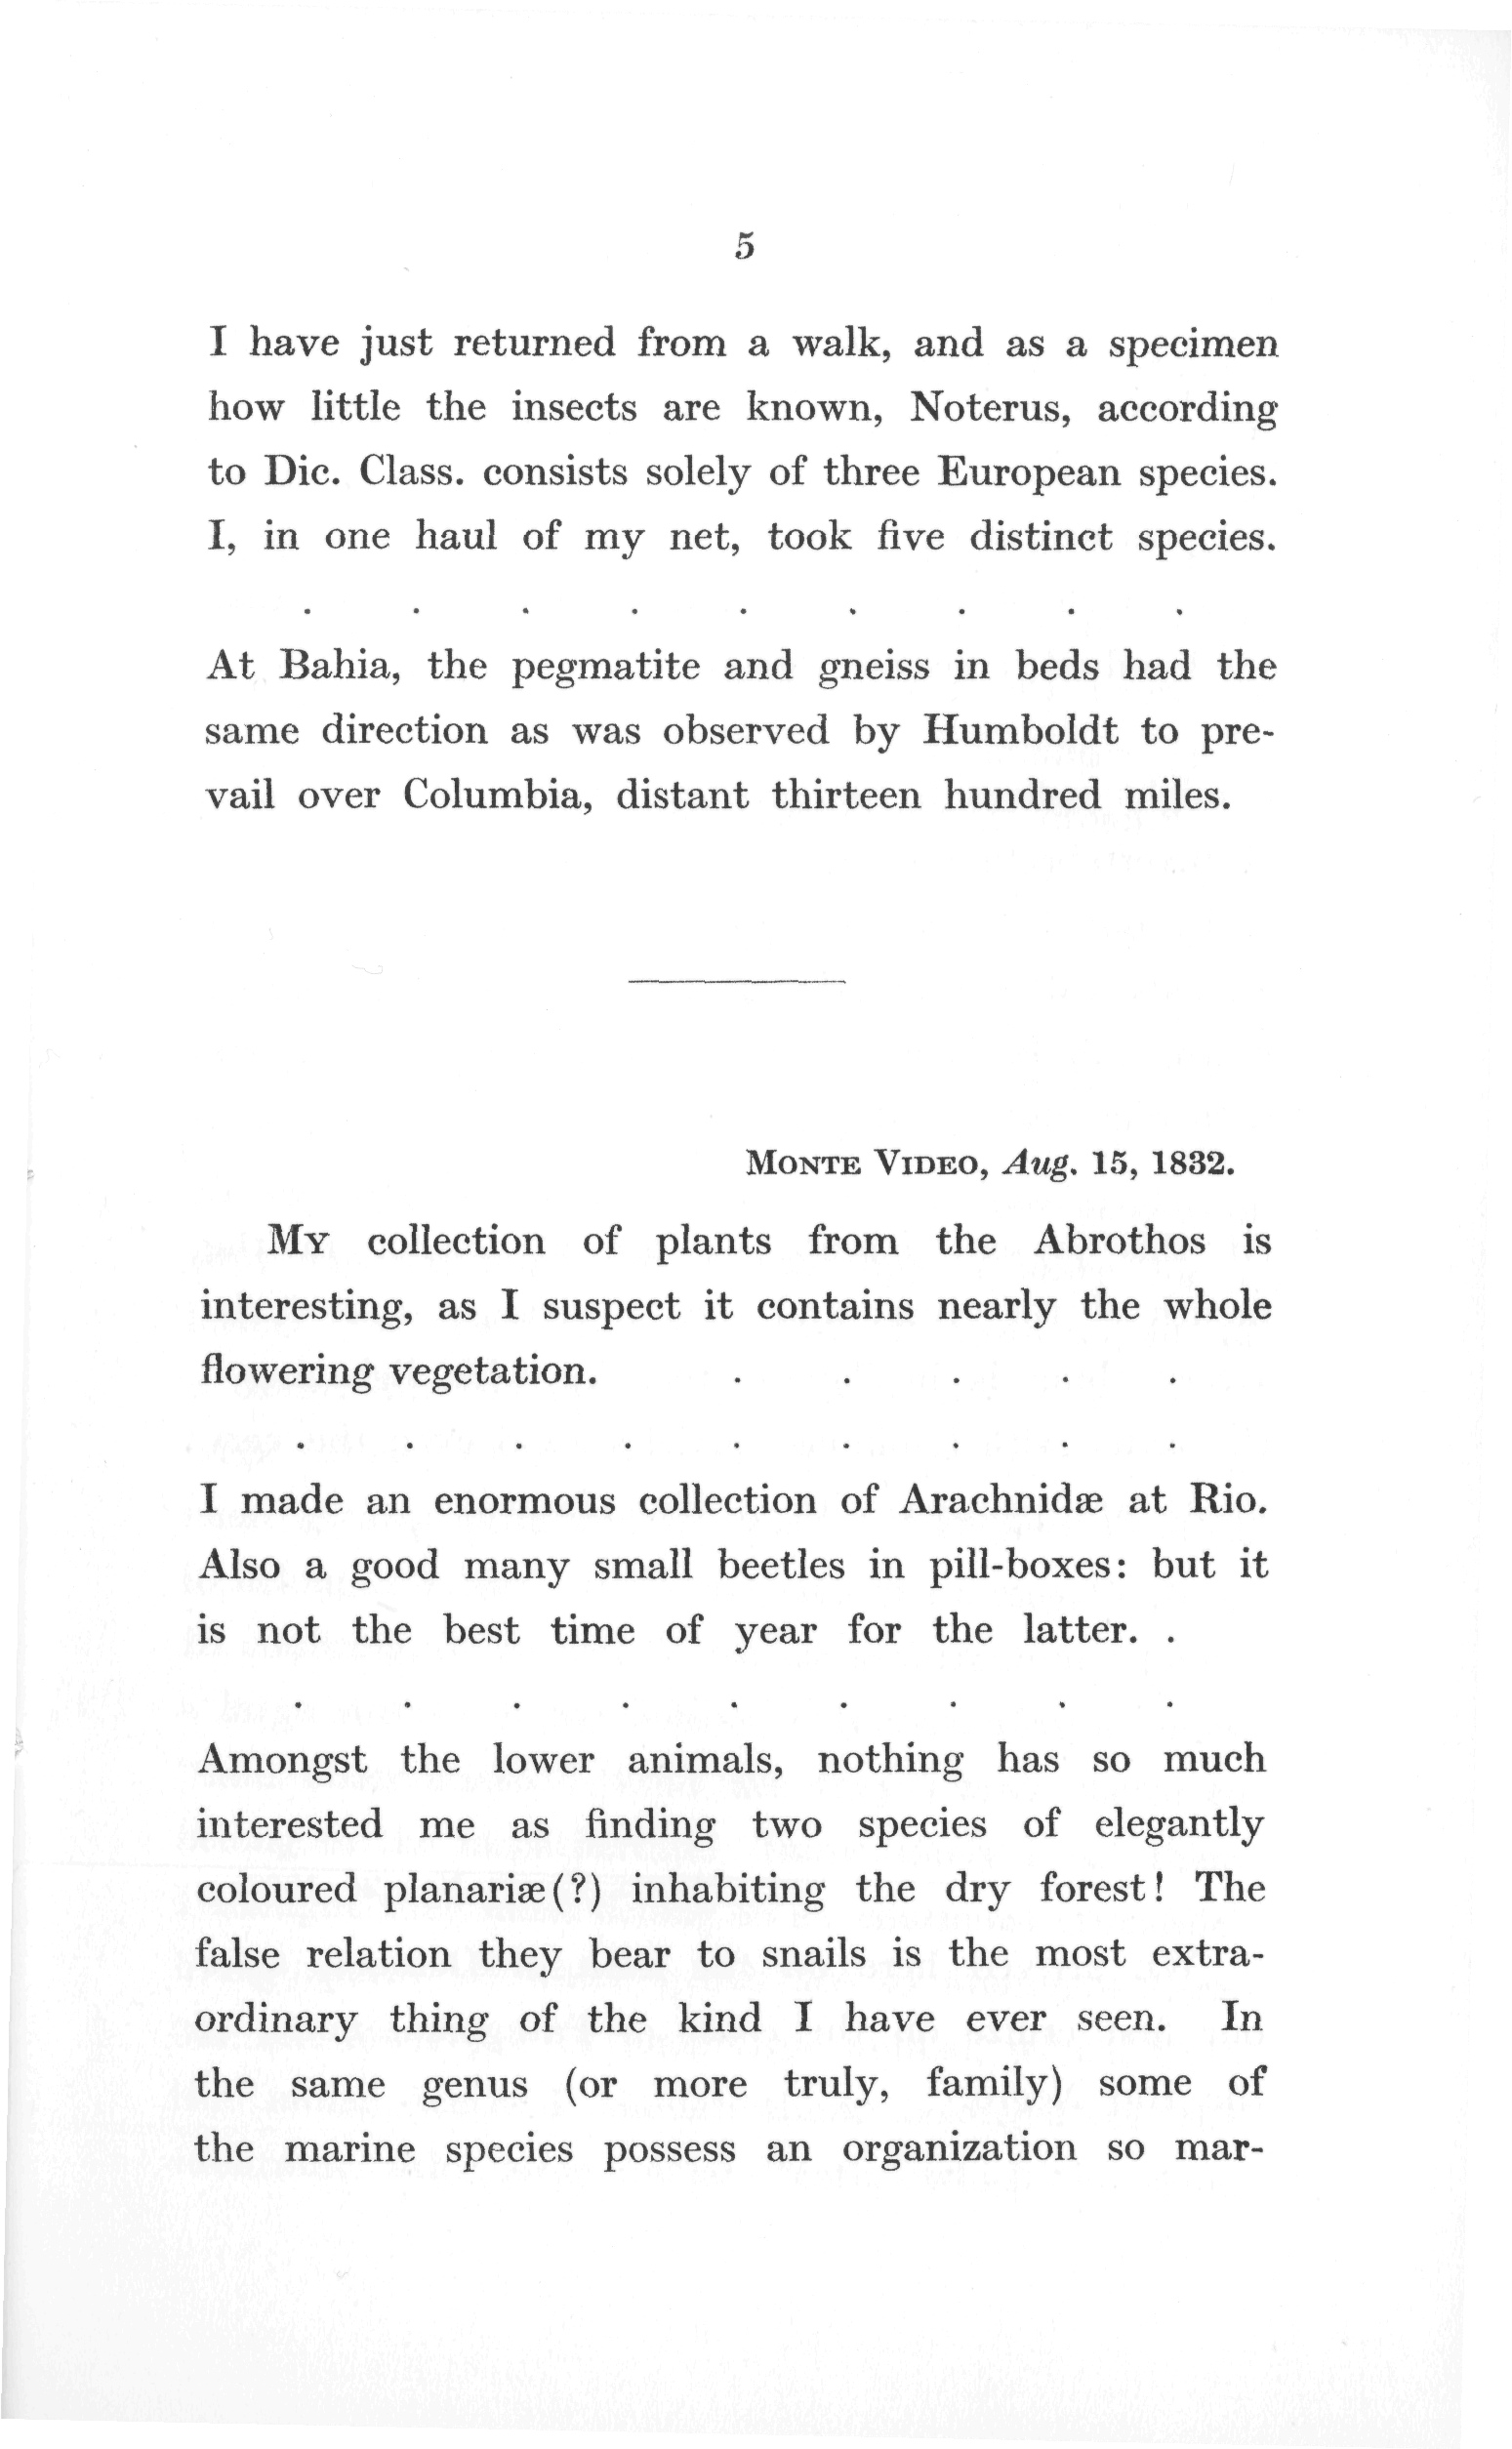 5
I have just returned from a walk, and as a specimen
how little the insects are known, Noterus, according
to Dic. Class. consists solely of three European species.
I, in one haul of my net, took five distinct species.
. . . . . . . . .
At Bahia, the pegmatite and gneiss in beds had the
same direction as was observed by Humboldt to pre-
vail over Columbia, distant thirteen hundred miles.
MONTE VIDEO, Aug. 15, 1832.
MY collection of plants from the Abrothos is
interesting, as I suspect it contains nearly the whole
flowering vegetation. . . . . .
. . . . . . . . .
I made an enormous collection of Arachnidæ at Rio.
Also a good many small beetles in pill-boxes: but it
is not the best time of year for the latter. .
. . . . . . . . .
Amongst the lower animals, nothing has so much
interested me as finding two species of elegantly
coloured planariæ(?) inhabiting the dry forest! The
false relation they bear to snails is the most extra-
ordinary thing of the kind I have ever seen. In
the same genus (or more truly, family) some of
the marine species possess an organization so mar-